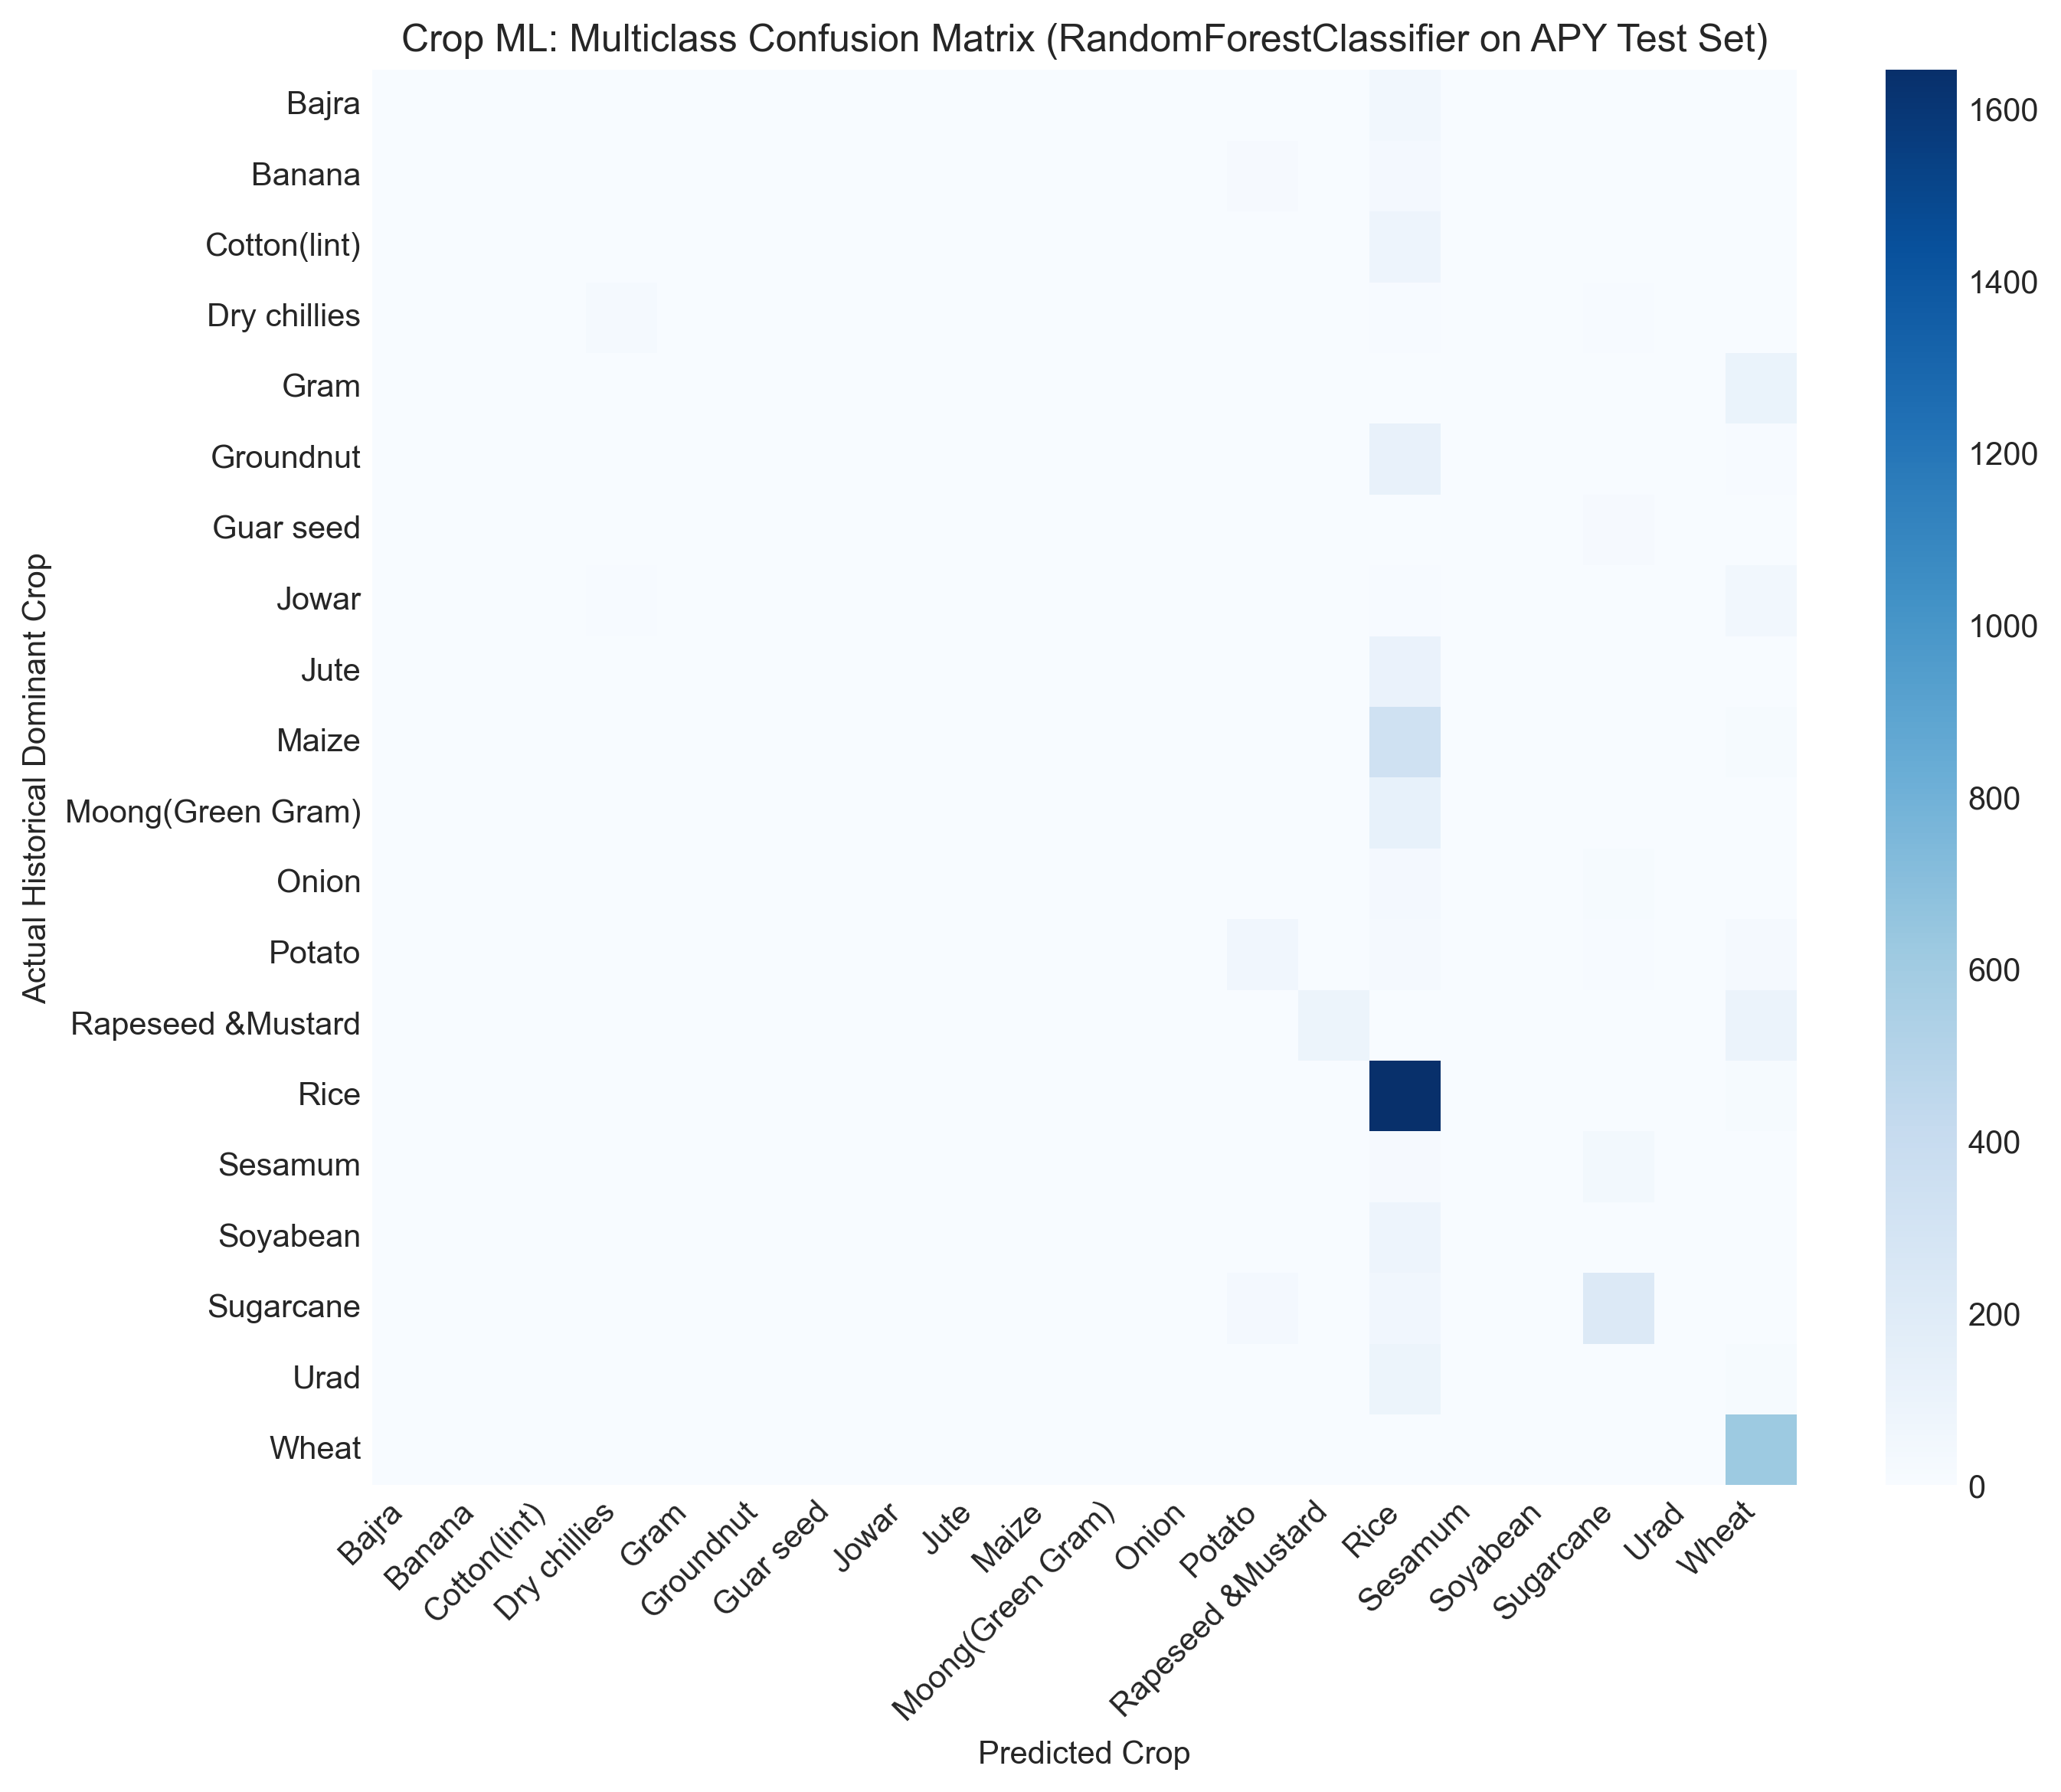 Crop ML: Multiclass Confusion Matrix (RandomForestClassifier on APY Test Set)
Actual Historical Dominant Crop
Bajra
Banana
Cotton(lint)
Dry chillies
Gram
Groundnut
Guar seed
Jowar
Jute
Maize
Moong(Green Gram)
Onion
Potato
Rapeseed &Mustard
Rice
Sesamum
Soyabean
Sugarcane
Urad
Wheat
Bajra
Banana
Cotton(lint)
Dry chillies
Gram
Groundnut
Guar seed
Jowar
Jute
Maize
Moong(Green Gram)
Onion
Potato
Rapeseed &Mustard
Rice
Sesamum
Soyabean
Sugarcane
Urad
Wheat
Predicted Crop
1600
1400
1200
1000
800
600
400
200
0